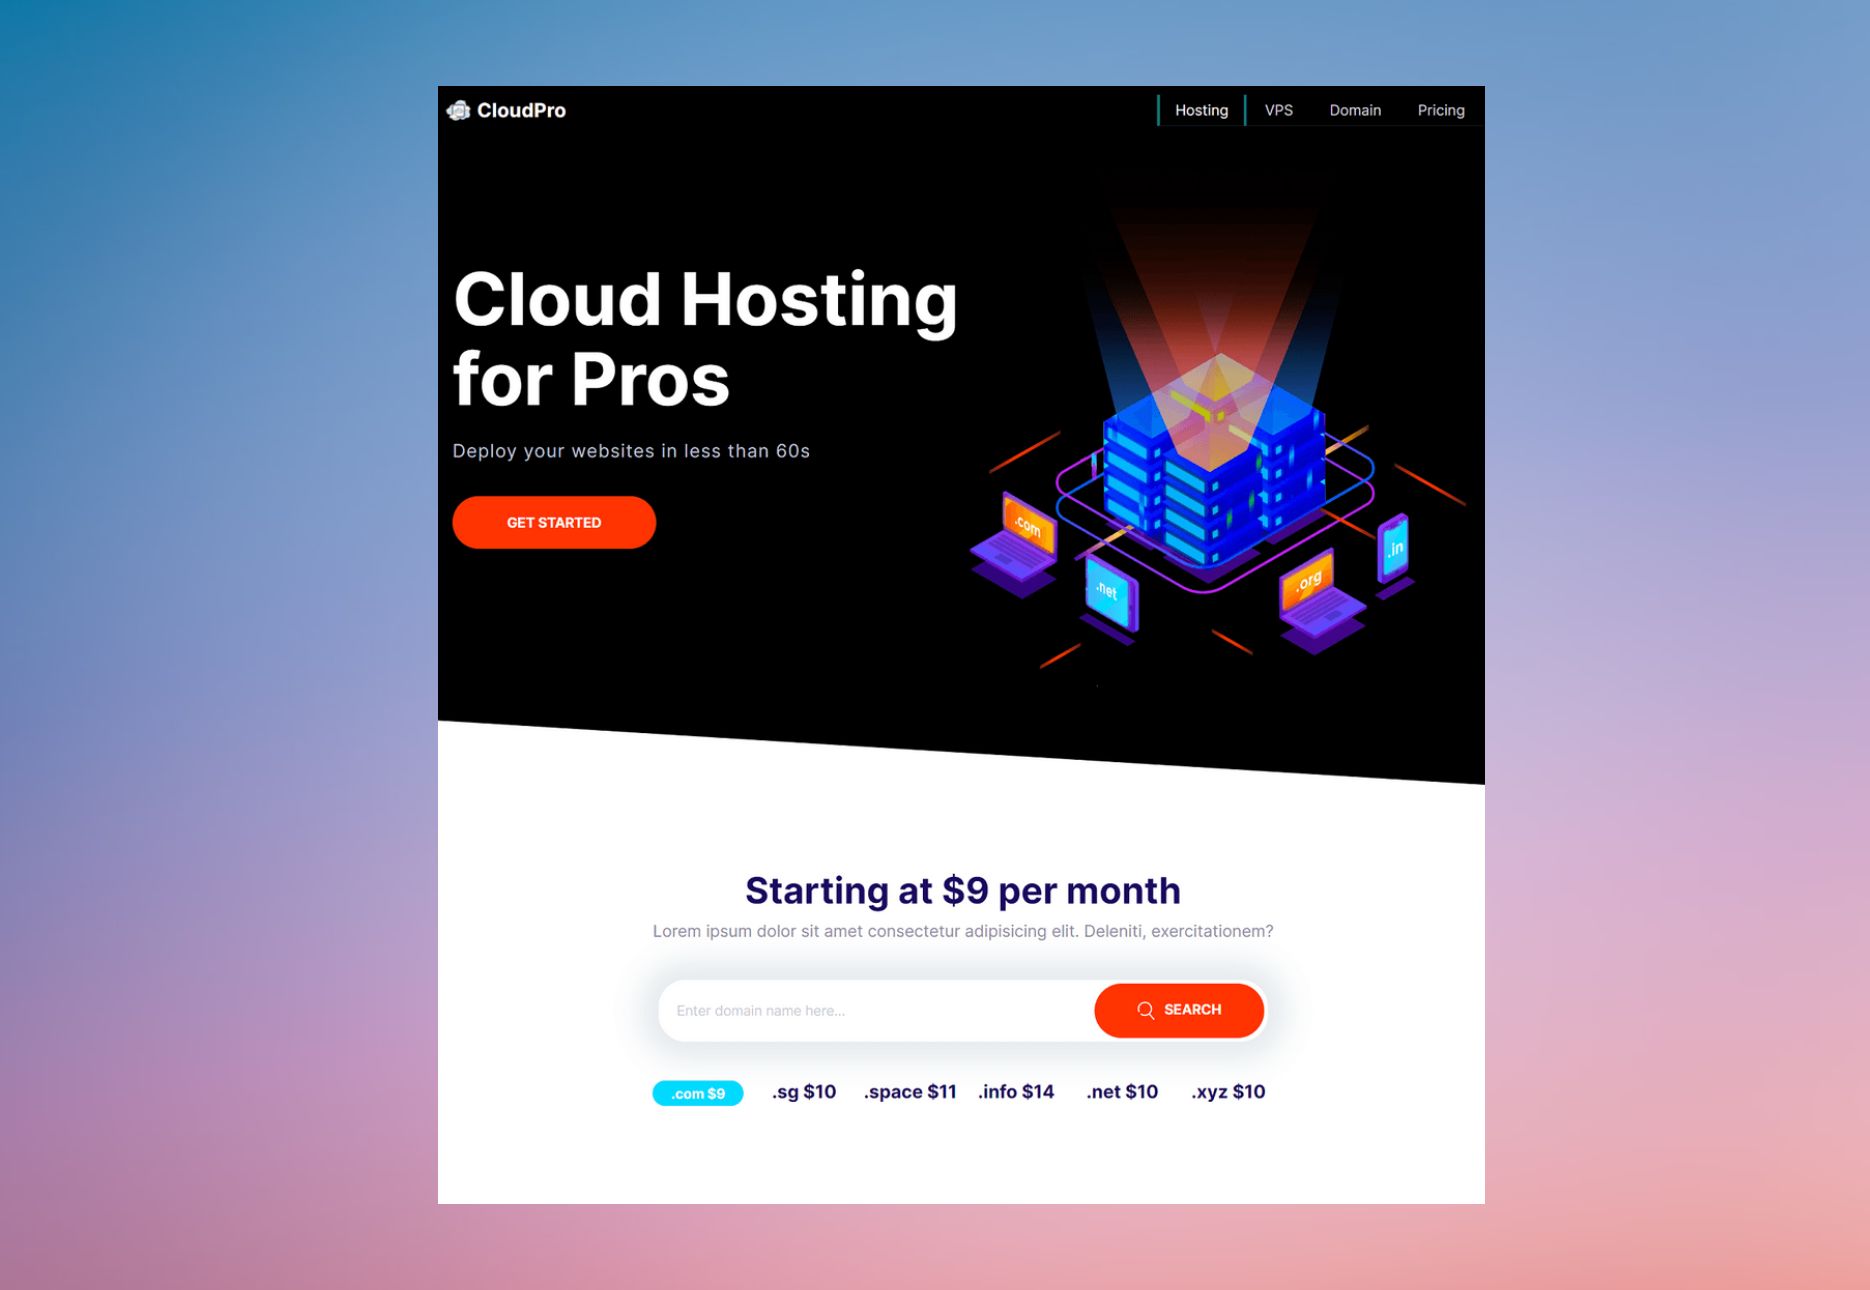 CloudPro
Hosting VPS Domain Pricing
Cloud Hosting
for Pros
Deploy your websites in less than 60s
GET STARTED
.com
.net
.org
.in
Starting at $9 per month
Lorem ipsum dolor sit amet consectetur adipisicing elit. Deleniti, exercitationem?
Enter domain name here...
SEARCH
.com $9 .sg $10 .space $11 .info $14 .net $10 .xyz $10